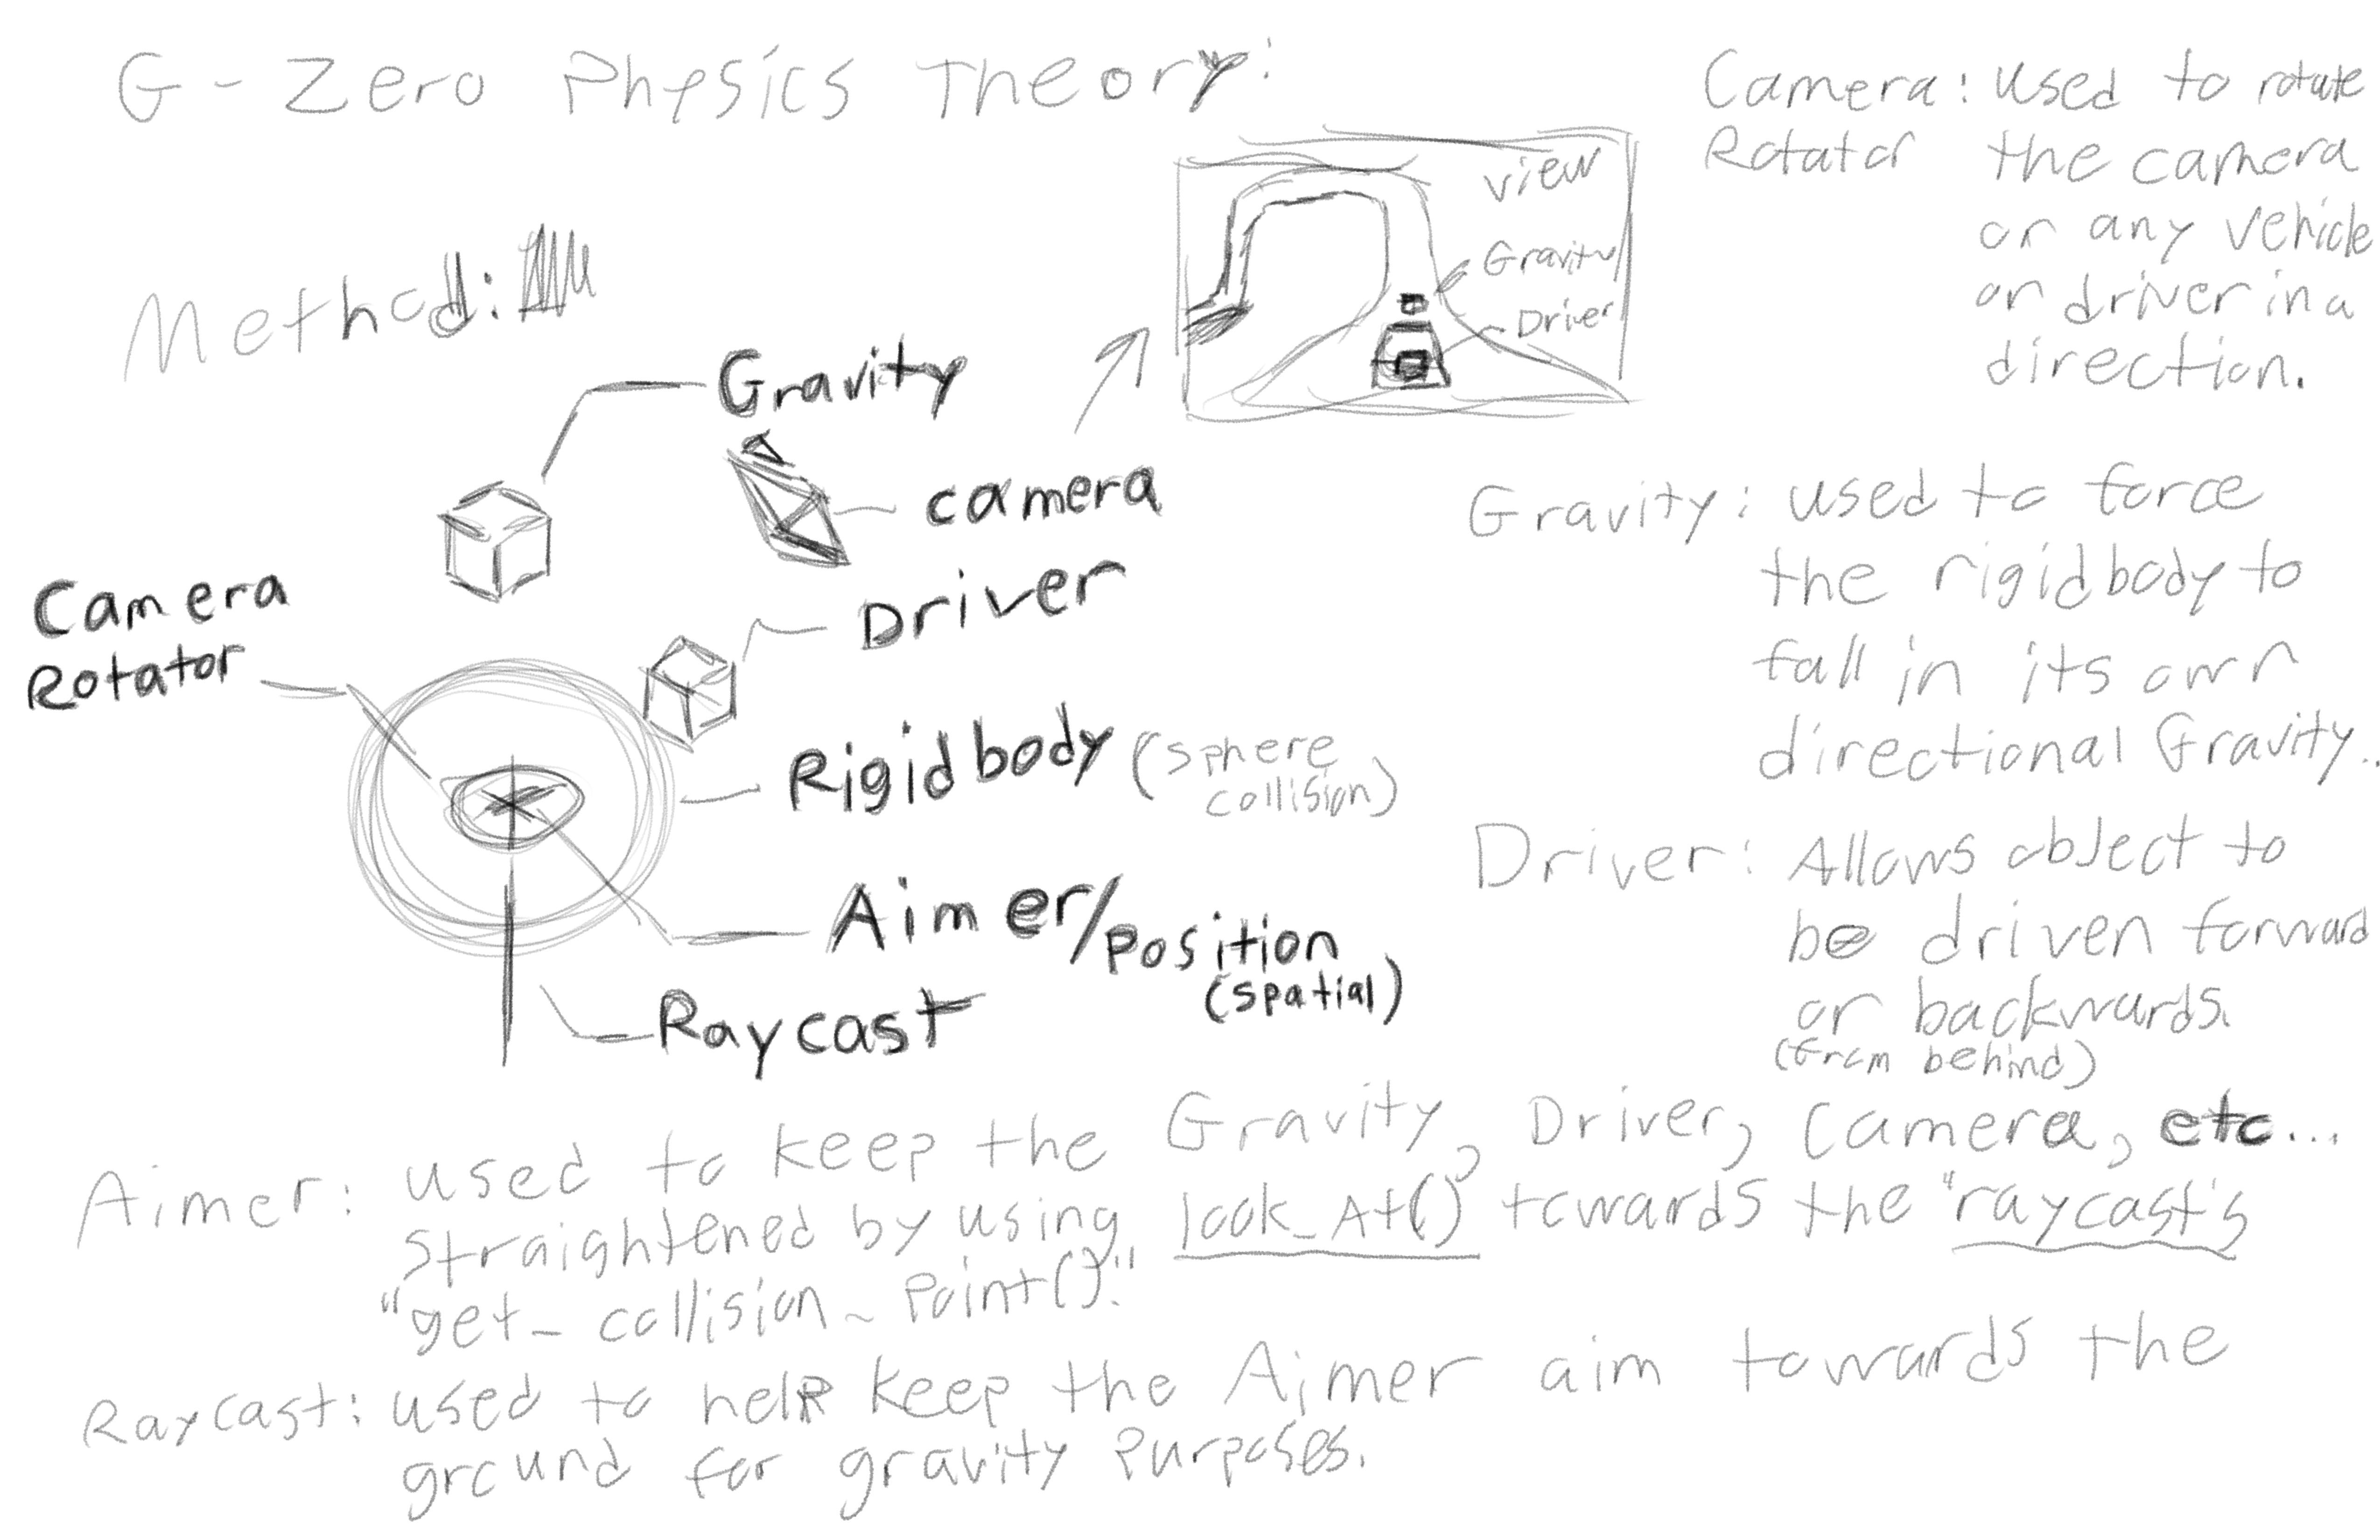 G-Zero Physics Theory:
Method:
view
Gravity
Driver
Camera: used to rotate
Rotator the camera
or any vehicle
or driver in a
direction.
Gravity
camera
Driver
Camera
Rotator
Rigidbody (sphere
collision)
Aimer/Position
(spatial)
Raycast
Gravity: used to force
the rigidbody to
fall in its own
directional Gravity..
Driver: Allows object to
be driven forward
or backwards.
(from behind)
Aimer: used to keep the Gravity, Driver, Camera, etc...
straightened by using look_At() towards the "raycast's
"get_collision_point()."
Raycast: used to help keep the Aimer aim towards the
ground for gravity purposes.